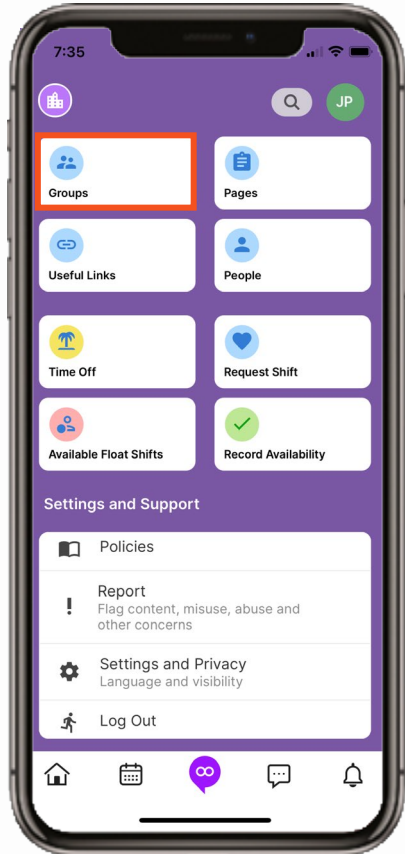 7:35
JP
Groups
Pages
Useful Links
People
Time Off
Request Shift
Available Float Shifts
Record Availability
Settings and Support
Policies
Report
Flag content, misuse, abuse and
other concerns
Settings and Privacy
Language and visibility
Log Out